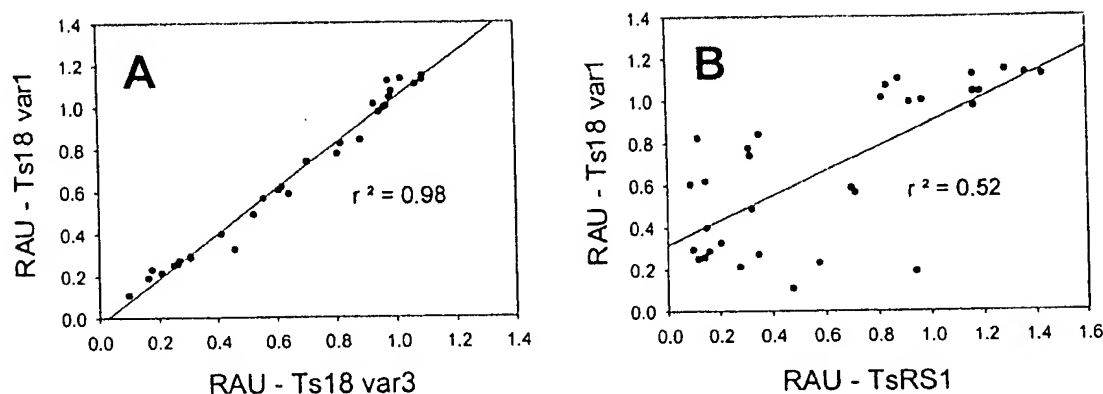 A
RAU - Ts18 var1
1.4
1.2
1.0
0.8
0.6
0.4
0.2
0.0
r ² = 0.98
0.0 0.2 0.4 0.6 0.8 1.0 1.2 1.4
RAU - Ts18 var3
B
RAU - Ts18 var1
1.4
1.2
1.0
0.8
0.6
0.4
0.2
0.0
r ² = 0.52
0.0 0.2 0.4 0.6 0.8 1.0 1.2 1.4 1.6
RAU - TsRS1